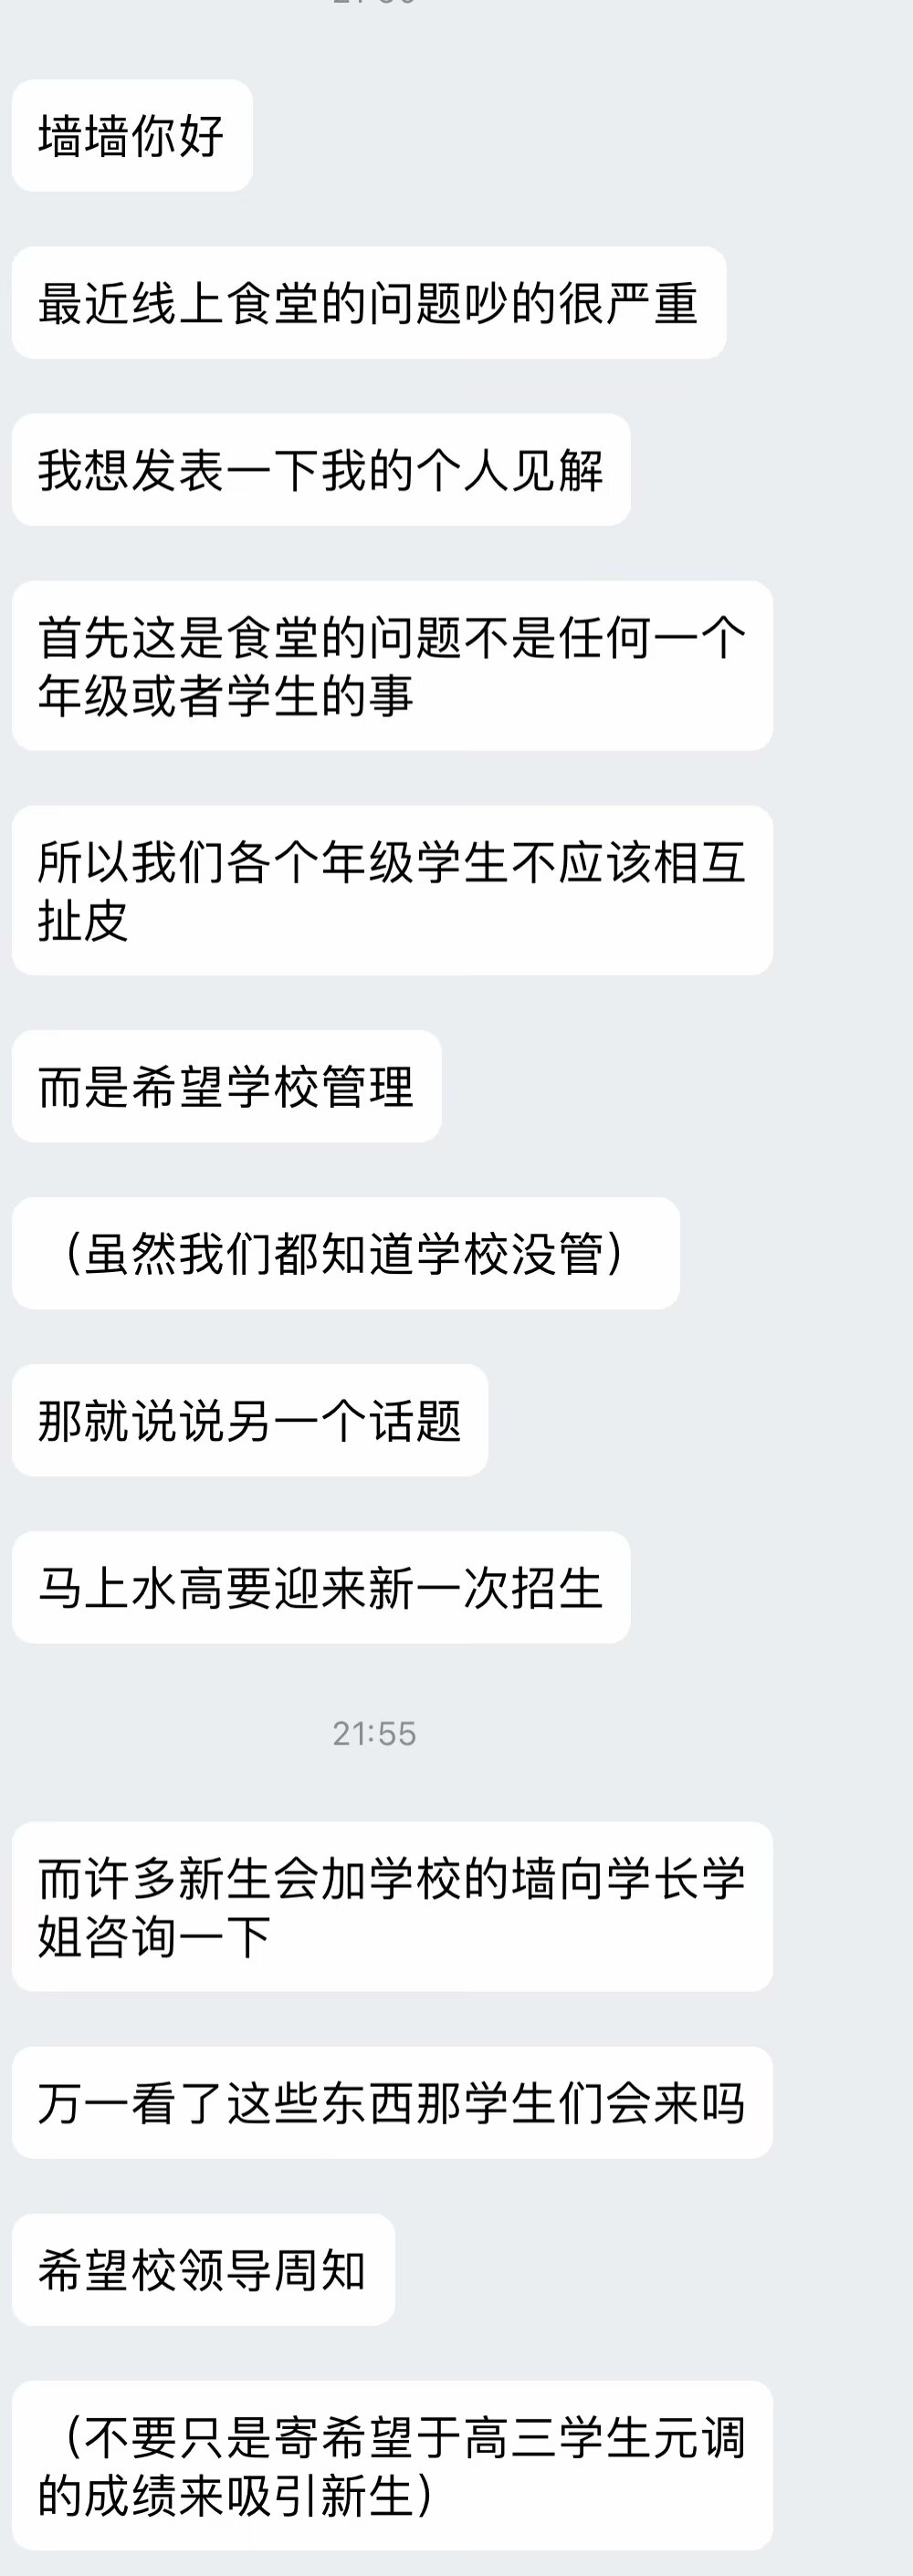 墙墙你好
最近线上食堂的问题吵的很严重
我想发表一下我的个人见解
首先这是食堂的问题不是任何一个
年级或者学生的事
所以我们各个年级学生不应该相互
扯皮
而是希望学校管理
（虽然我们都知道学校没管）
那就说说另一个话题
马上水高要迎来新一次招生
21:55
而许多新生会加学校的墙向学长学
姐咨询一下
万一看了这些东西那学生们会来吗
希望校领导周知
（不要只是寄希望于高三学生元调
的成绩来吸引新生）